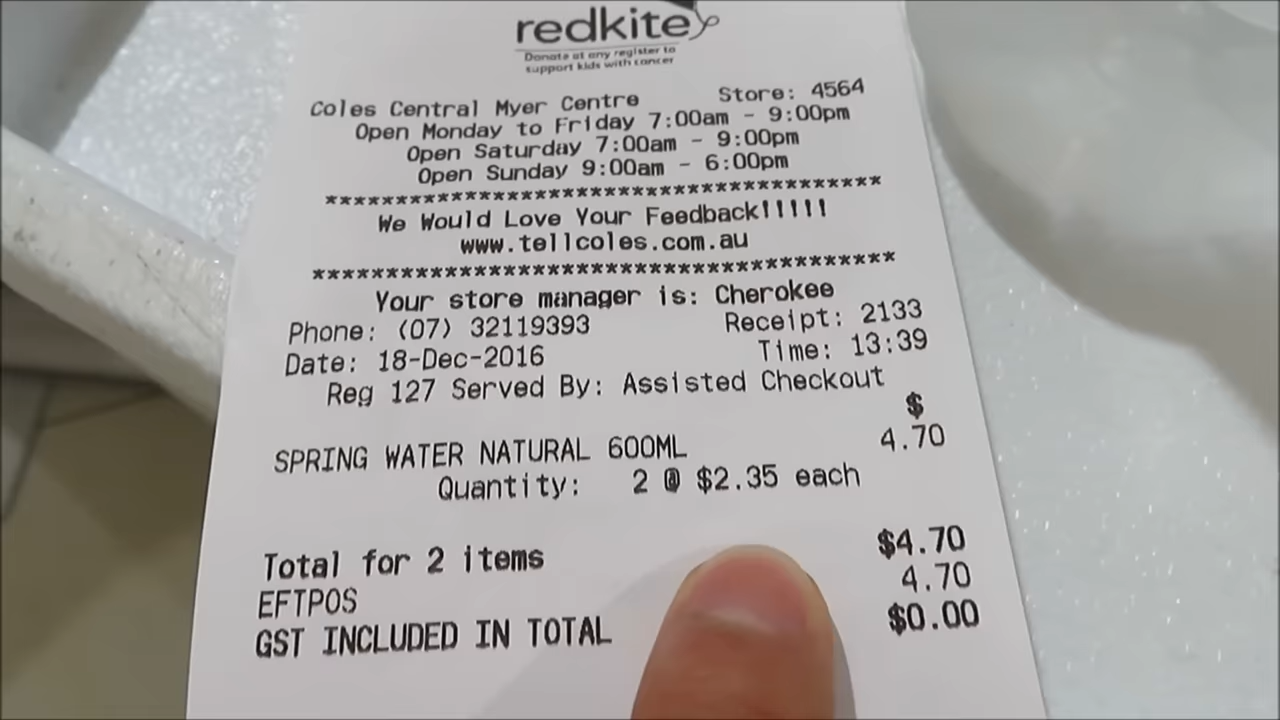 redkite
Donate at any register to
support kids with cancer
Coles Central Myer Centre Store: 4564
Open Monday to Friday 7:00am - 9:00pm
Open Saturday 7:00am - 9:00pm
Open Sunday 9:00am - 6:00pm
****************************************
We Would Love Your Feedback!!!!!
www.tellcoles.com.au
****************************************
Your store manager is: Cherokee
Phone: (07) 32119393 Receipt: 2133
Date: 18-Dec-2016 Time: 13:39
Reg 127 Served By: Assisted Checkout
$
SPRING WATER NATURAL 600ML 4.70
Quantity: 2 @ $2.35 each
Total for 2 items $4.70
EFTPOS 4.70
GST INCLUDED IN TOTAL $0.00